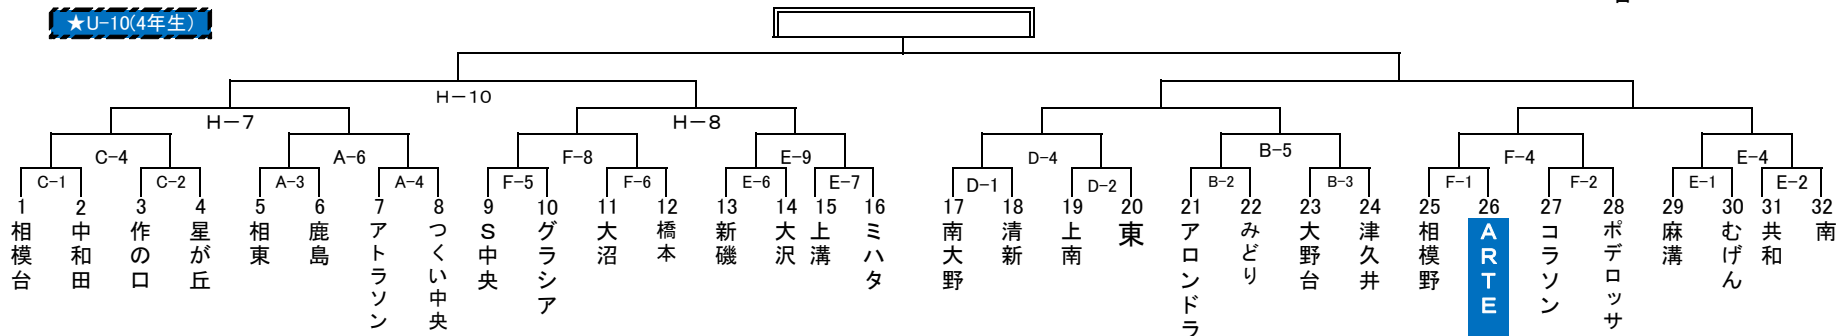 ★U-10(4年生)
H-10
H-7
H-8
C-4
A-6
F-8
E-9
D-4
B-5
F-4
E-4
C-1
C-2
A-3
A-4
F-5
F-6
E-6
E-7
D-1
D-2
B-2
B-3
F-1
F-2
E-1
E-2
1 相模台
2 中和田
3 作の口
4 星が丘
5 相東
6 鹿島
7 アトラソン
8 つくい中央
9 S中央
10 グラシア
11 大沼
12 橋本
13 新磯
14 大沢
15 上溝
16 ミハタ
17 南大野
18 清新
19 上南
20 東
21 アロンドラ
22 みどり
23 大野台
24 津久井
25 相模野
26 ARTE
27 コラソン
28 ポデロッサ
29 麻溝
30 むげん
31 共和
32 南